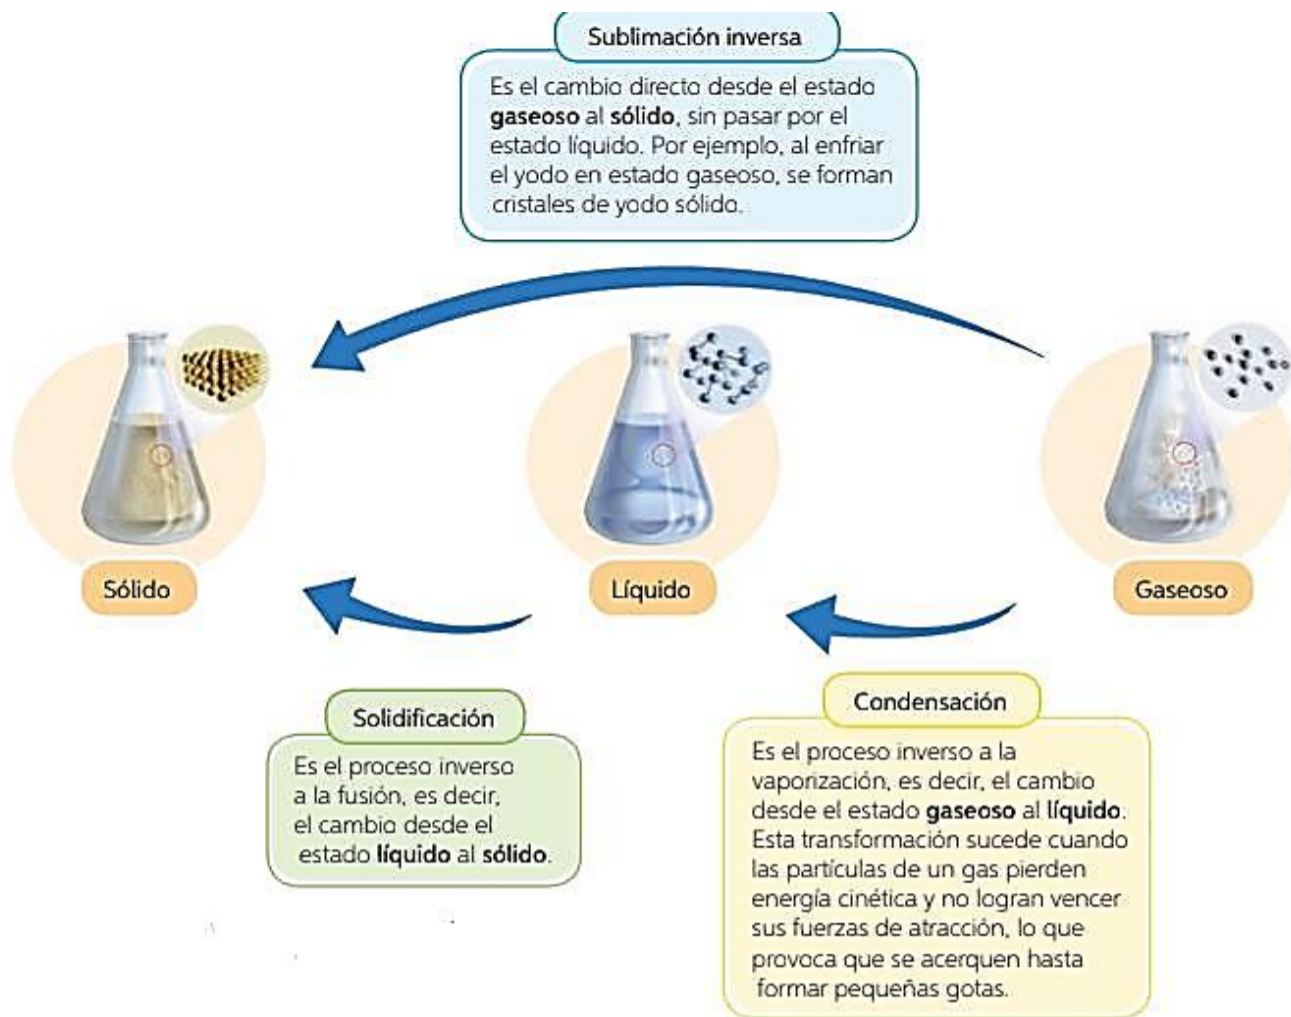 Sublimación inversa
Es el cambio directo desde el estado
gaseoso al sólido, sin pasar por el
estado líquido. Por ejemplo, al enfriar
el yodo en estado gaseoso, se forman
cristales de yodo sólido.
Sólido
Líquido
Gaseoso
Solidificación
Es el proceso inverso
a la fusión, es decir,
el cambio desde el
estado líquido al sólido.
Condensación
Es el proceso inverso a la
vaporización, es decir, el cambio
desde el estado gaseoso al líquido.
Esta transformación sucede cuando
las partículas de un gas pierden
energía cinética y no logran vencer
sus fuerzas de atracción, lo que
provoca que se acerquen hasta
formar pequeñas gotas.